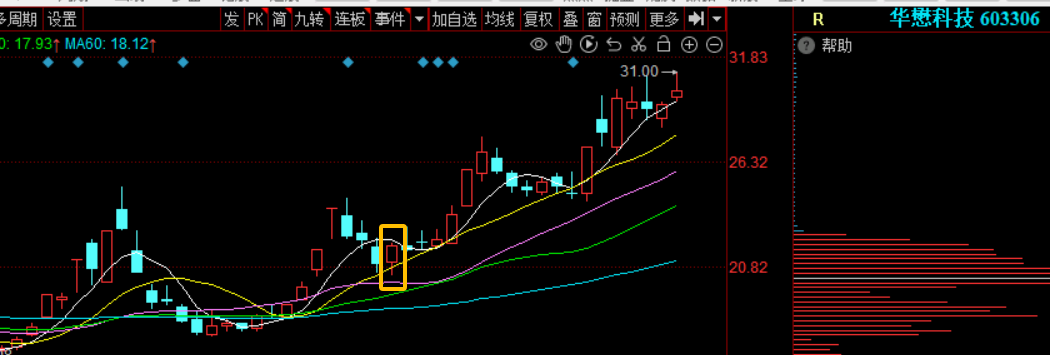 多周期 设置 发 PK 简 九转 连板 事件 加自选 均线 复权 叠 窗 预测 更多
R 华懋科技 603306
0: 17.93↑ MA60: 18.12↑
? 帮助
31.83
31.00
26.32
20.82